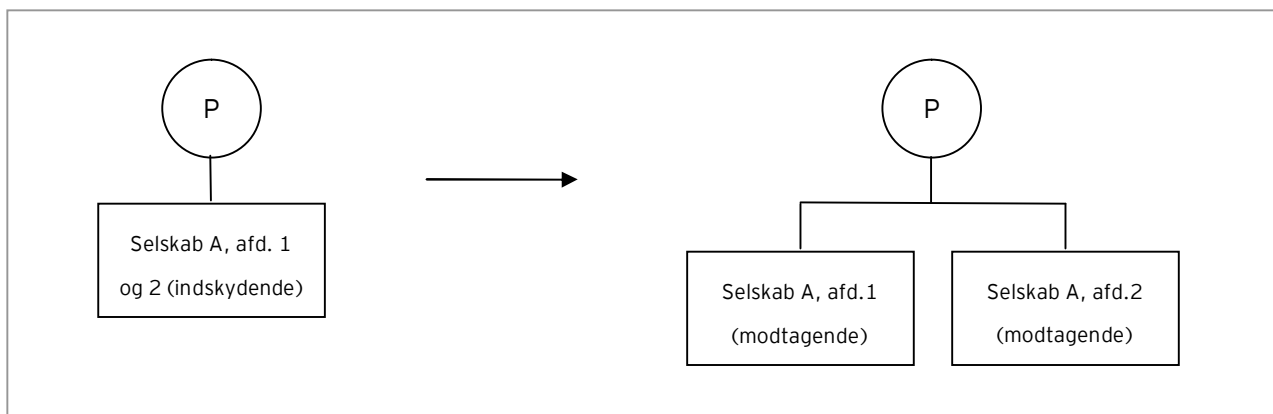 P
Selskab A, afd. 1
og 2 (indskydende)
P
Selskab A, afd.1
(modtagende)
Selskab A, afd.2
(modtagende)